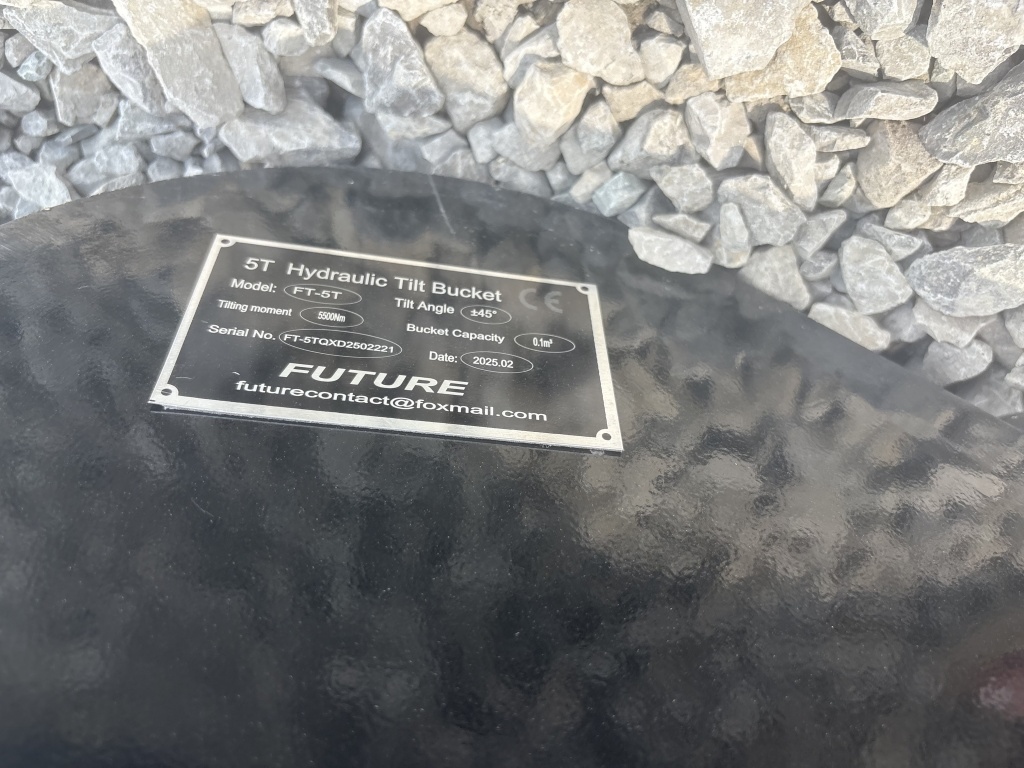 5T Hydraulic Tilt Bucket CE
Model: FT-5T Tilt Angle ±45°
Tilting moment 5500Nm Bucket Capacity 0.1m³
Serial No. FT-5TQXD2502221 Date: 2025.02
FUTURE
futurecontact@foxmail.com